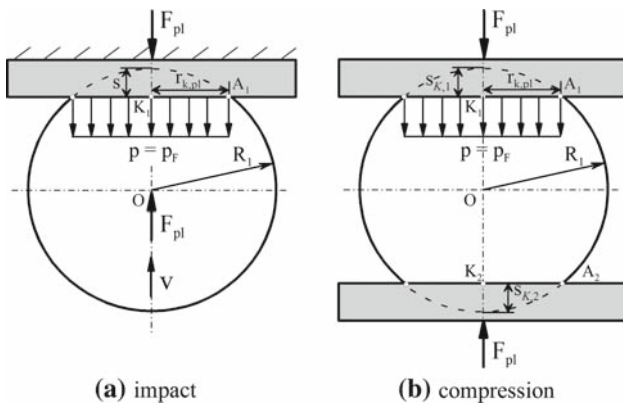 F_pl F_pl
s r_k,pl A_1 s_K,1 r_k,pl A_1
K_1 K_1
p = p_F R_1 p = p_F R_1
O O
F_pl
K_2 A_2
v s_K,2
F_pl
(a) impact (b) compression